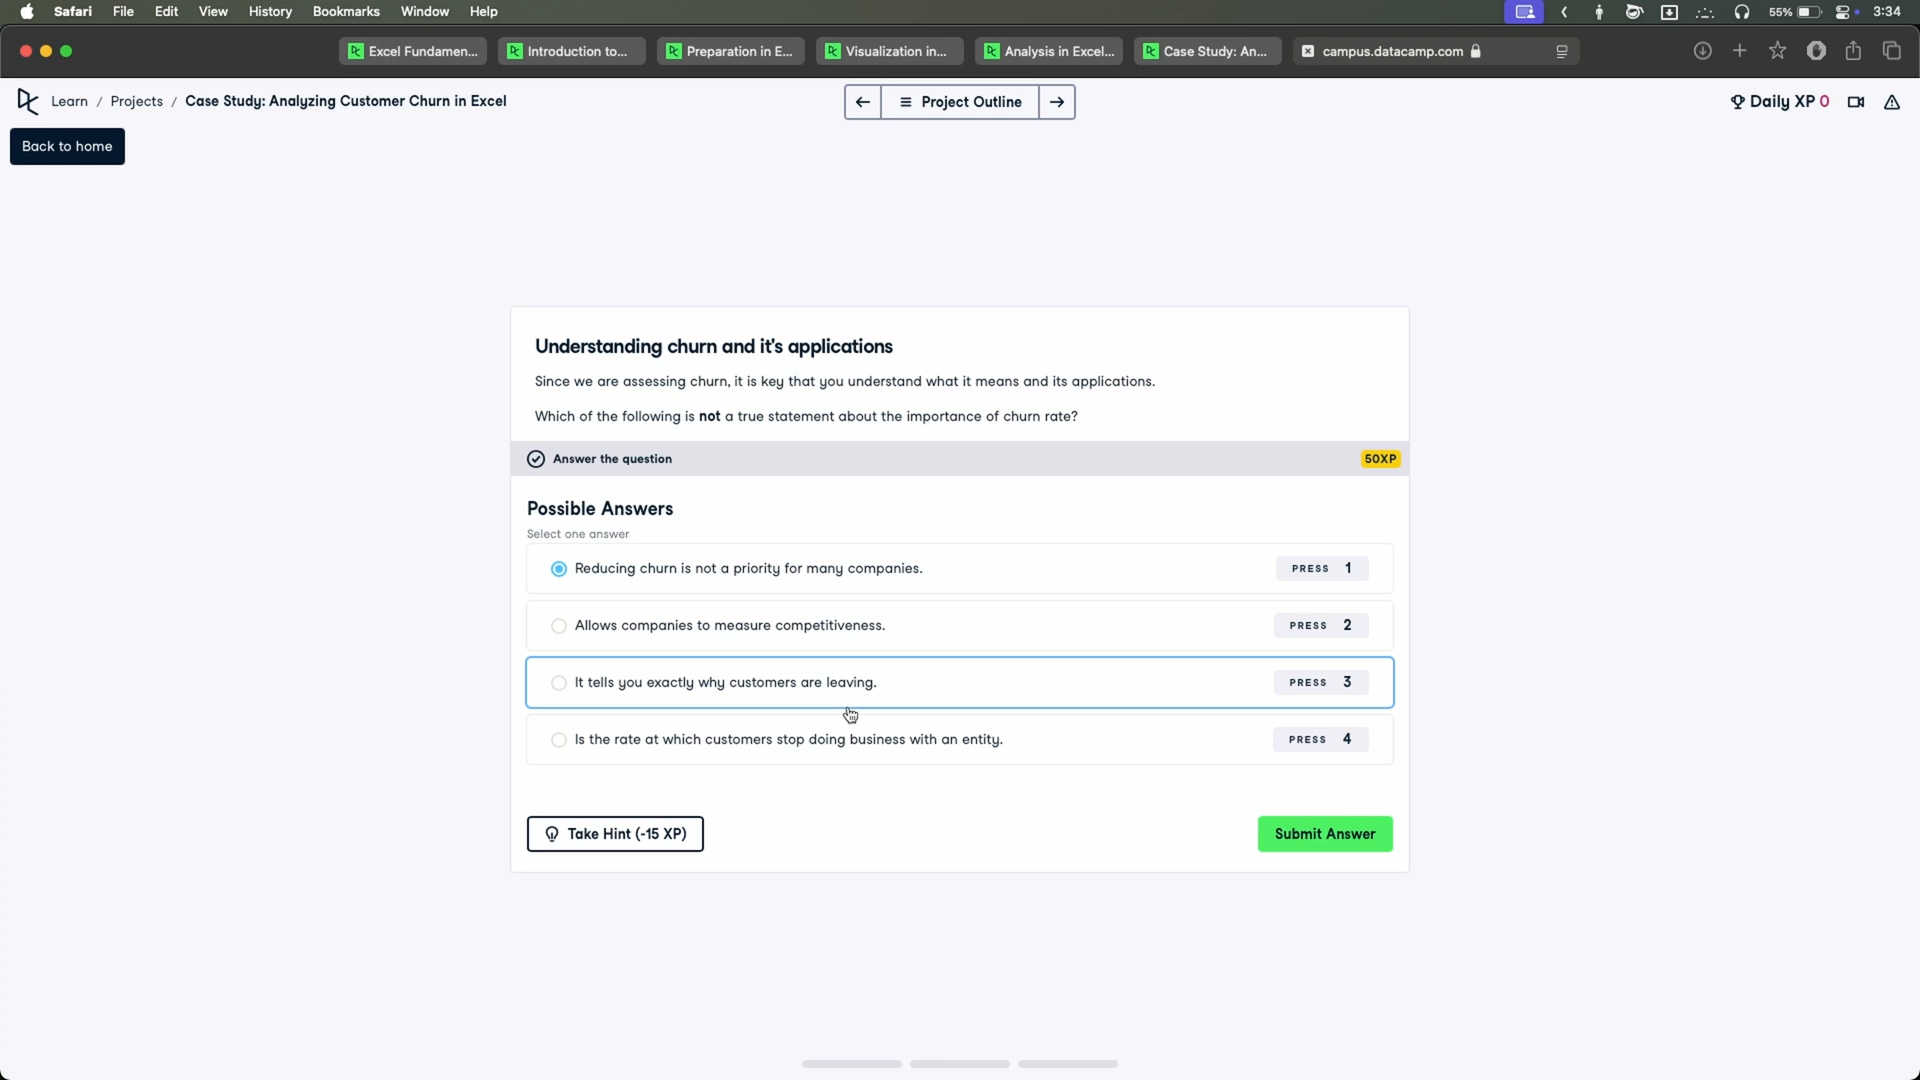 Safari File Edit View History Bookmarks Window Help 55% 3:34
Excel Fundamen... Introduction to... Preparation in E... Visualization in... Analysis in Excel... Case Study: An... campus.datacamp.com
Learn / Projects / Case Study: Analyzing Customer Churn in Excel Project Outline Daily XP 0
Back to home
Understanding churn and it's applications
Since we are assessing churn, it is key that you understand what it means and its applications.
Which of the following is not a true statement about the importance of churn rate?
Answer the question 50XP
Possible Answers
Select one answer
Reducing churn is not a priority for many companies. PRESS 1
Allows companies to measure competitiveness. PRESS 2
It tells you exactly why customers are leaving. PRESS 3
Is the rate at which customers stop doing business with an entity. PRESS 4
Take Hint (-15 XP) Submit Answer